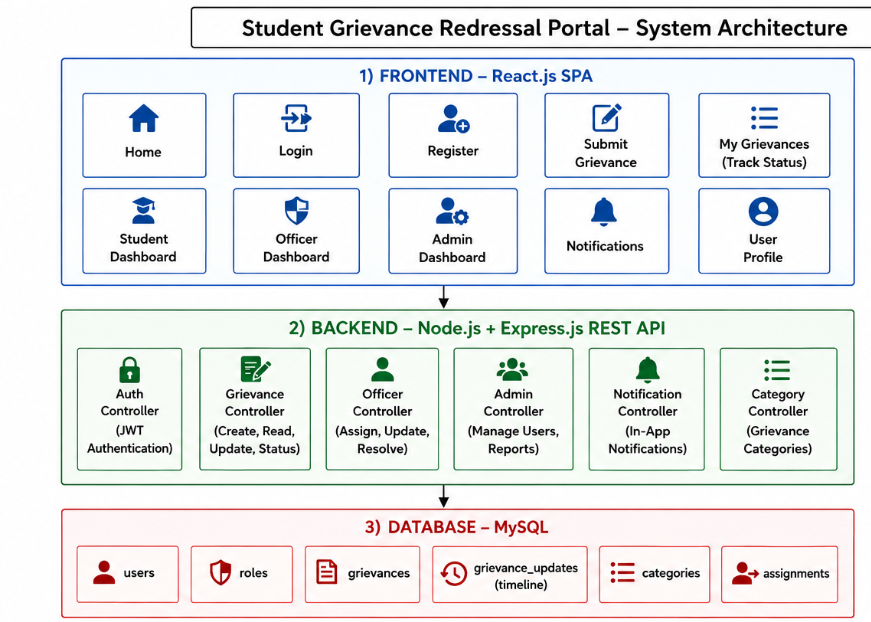 Student Grievance Redressal Portal – System Architecture
1) FRONTEND – React.js SPA
Home
Login
Register
Submit
Grievance
My Grievances
(Track Status)
Student
Dashboard
Officer
Dashboard
Admin
Dashboard
Notifications
User
Profile
2) BACKEND – Node.js + Express.js REST API
Auth
Controller
(JWT
Authentication)
Grievance
Controller
(Create, Read,
Update, Status)
Officer
Controller
(Assign, Update,
Resolve)
Admin
Controller
(Manage Users,
Reports)
Notification
Controller
(In-App
Notifications)
Category
Controller
(Grievance
Categories)
3) DATABASE – MySQL
users
roles
grievances
grievance_updates
(timeline)
categories
assignments